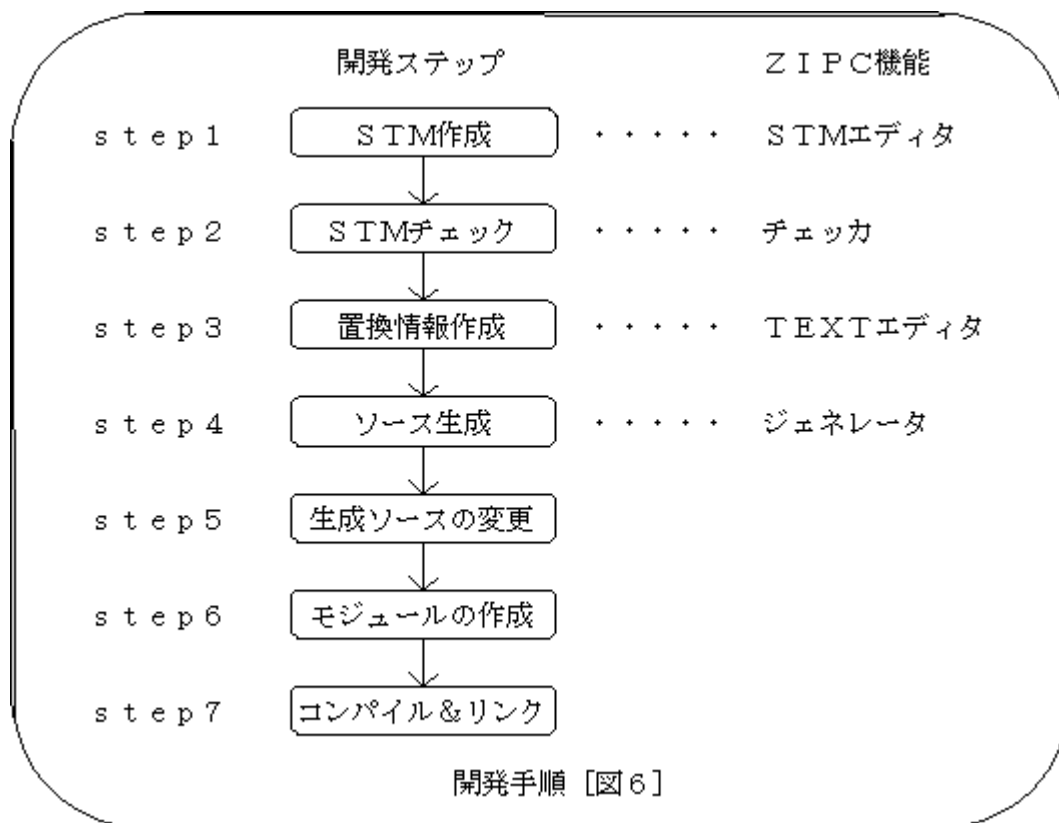 開発ステップ ZIPC機能
step1 STM作成 ・・・・・ STMエディタ
step2 STMチェック ・・・・・ チェッカ
step3 置換情報作成 ・・・・・ TEXTエディタ
step4 ソース生成 ・・・・・ ジェネレータ
step5 生成ソースの変更
step6 モジュールの作成
step7 コンパイル&リンク
開発手順［図6］